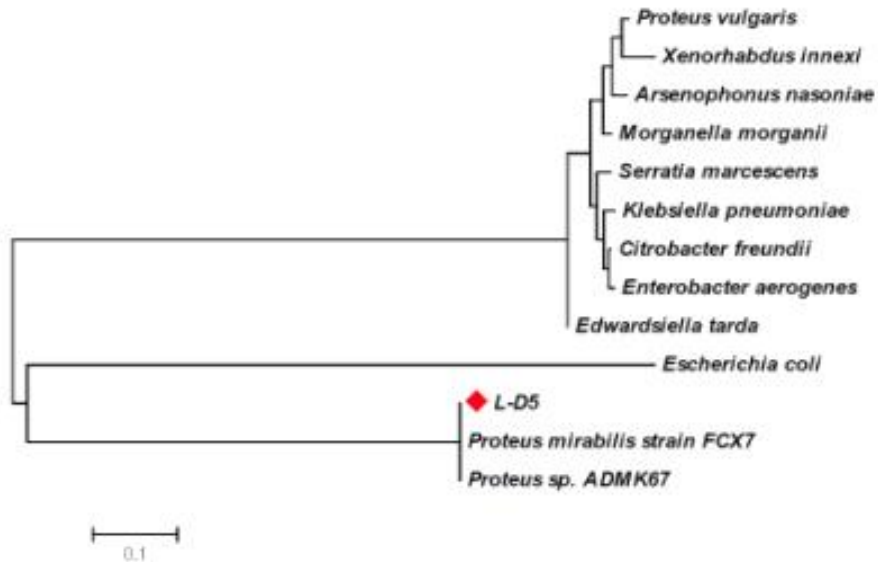 Proteus vulgaris
Xenorhabdus innexi
Arsenophonus nasoniae
Morganella morganii
Serratia marcescens
Klebsiella pneumoniae
Citrobacter freundii
Enterobacter aerogenes
Edwardsiella tarda
Escherichia coli
L-D5
Proteus mirabilis strain FCX7
Proteus sp. ADMK67
0.1